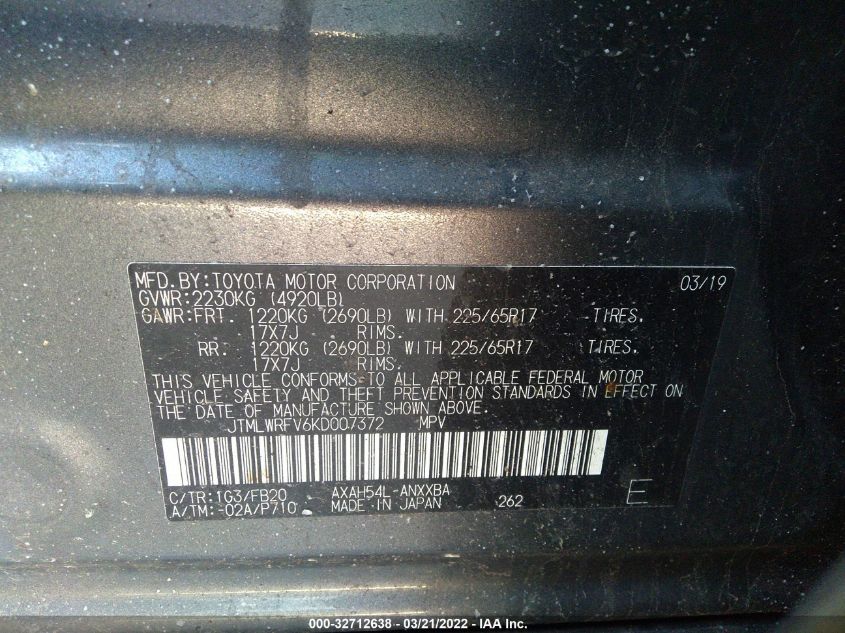 MFD.BY:TOYOTA MOTOR CORPORATION 03/19
GVWR:2230KG (4920LB)
GAWR:FRT. 1220KG (2690LB) WITH 225/65R17 TIRES,
17X7J RIMS.
RR. 1220KG (2690LB) WITH 225/65R17 TIRES,
17X7J RIMS.
THIS VEHICLE CONFORMS TO ALL APPLICABLE FEDERAL MOTOR
VEHICLE SAFETY AND THEFT PREVENTION STANDARDS IN EFFECT ON
THE DATE OF MANUFACTURE SHOWN ABOVE.
JTMLWRFV6KD007372 MPV
C/TR:1G3/FB20 AXAH54L-ANXXBA
A/TM:-02A/P710 MADE IN JAPAN 262 E
000-32712638 - 03/21/2022 - IAA Inc.